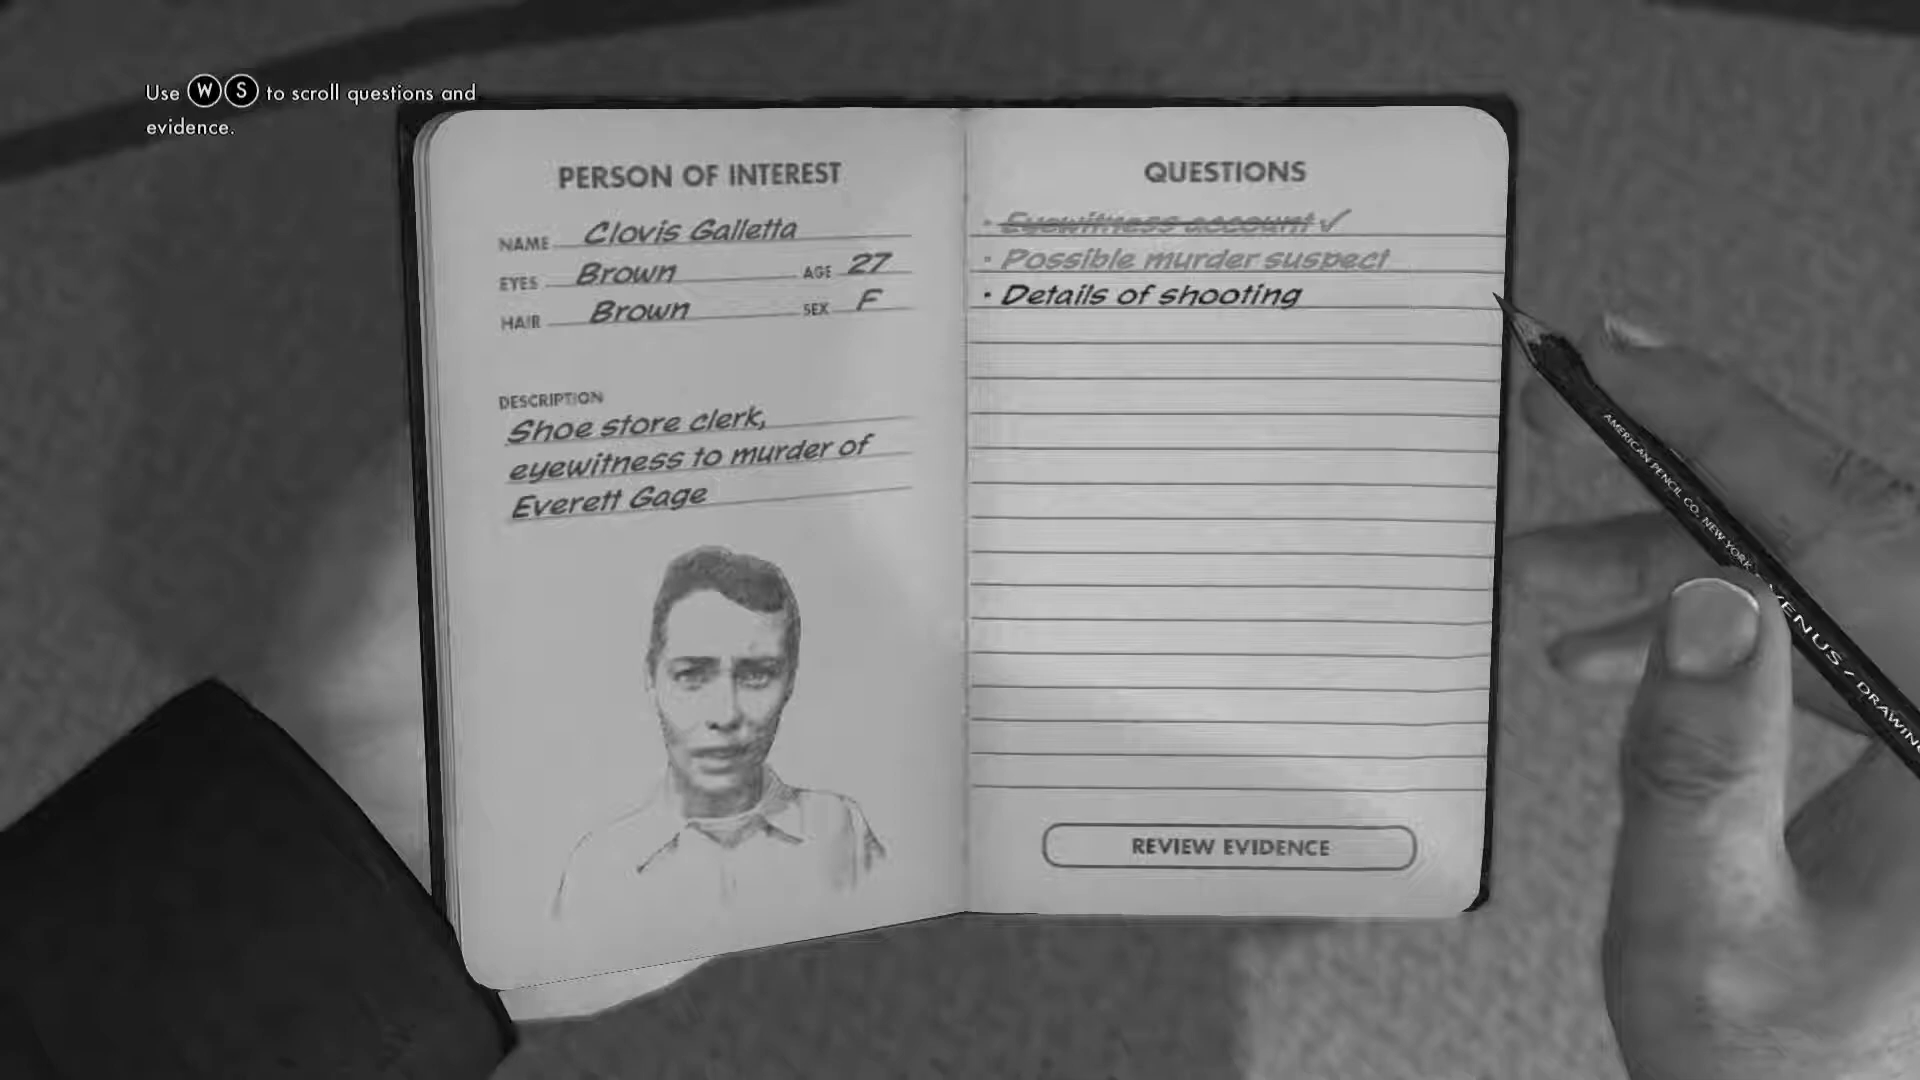 Use W S to scroll questions and
evidence.
PERSON OF INTEREST
NAME Clovis Galletta
EYES Brown AGE 27
HAIR Brown SEX F
DESCRIPTION
Shoe store clerk,
eyewitness to murder of
Everett Gage
QUESTIONS
· Eyewitness account ✓
· Possible murder suspect
· Details of shooting
REVIEW EVIDENCE
AMERICAN PENCIL CO. NEW YORK
VENUS / DRAWING